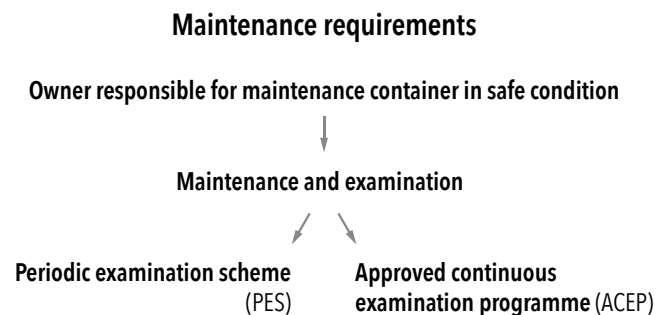 Maintenance requirements
Owner responsible for maintenance container in safe condition
Maintenance and examination
Periodic examination scheme
(PES)
Approved continuous
examination programme (ACEP)